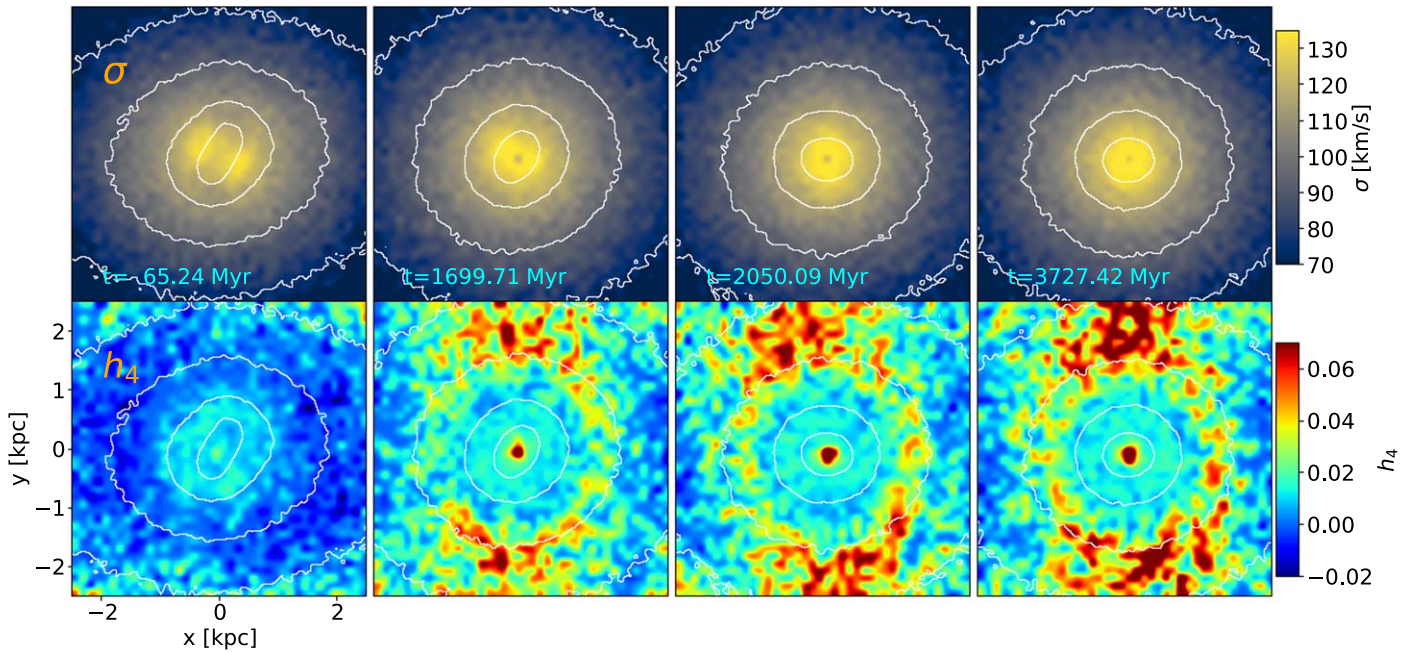 σ
t= 65.24 Myr
t=1699.71 Myr
t=2050.09 Myr
t=3727.42 Myr
130
120
110
100
90
80
70
σ [km/s]
h₄
2
1
0
−1
−2
y [kpc]
−2 0 2
x [kpc]
0.06
0.04
0.02
0.00
−0.02
h₄